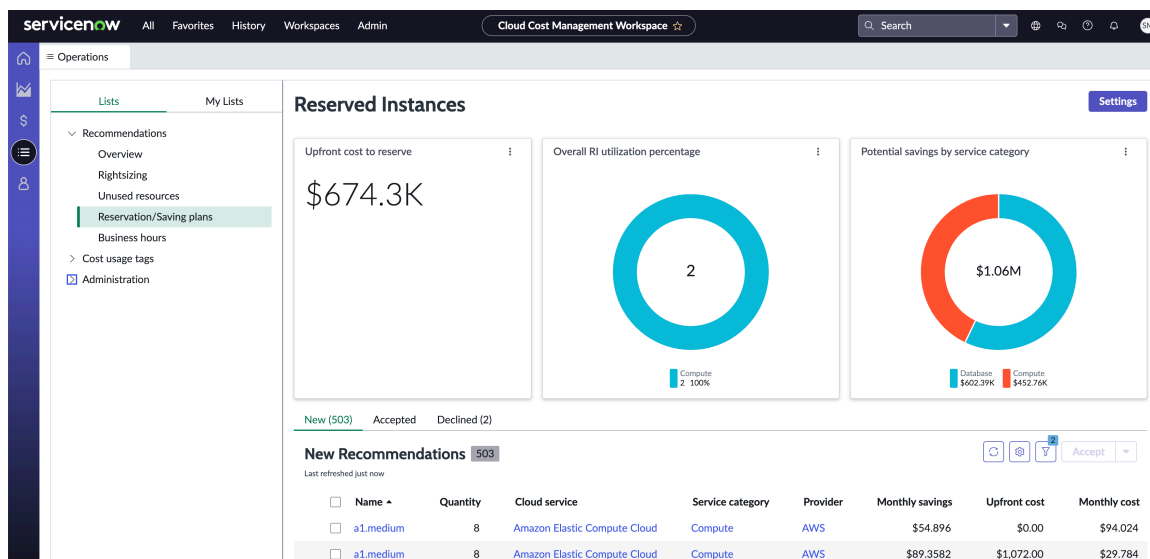 servicenow All Favorites History Workspaces Admin Cloud Cost Management Workspace Search SN
Operations
Lists My Lists
Recommendations
Overview
Rightsizing
Unused resources
Reservation/Saving plans
Business hours
Cost usage tags
Administration
Reserved Instances Settings
Upfront cost to reserve
$674.3K
Overall RI utilization percentage
2
Compute
2 100%
Potential savings by service category
$1.06M
Database Compute
$602.39K $452.76K
New (503) Accepted Declined (2)
New Recommendations 503 2 Accept
Last refreshed just now
Name Quantity Cloud service Service category Provider Monthly savings Upfront cost Monthly cost
a1.medium 8 Amazon Elastic Compute Cloud Compute AWS $54.896 $0.00 $94.024
a1.medium 8 Amazon Elastic Compute Cloud Compute AWS $89.3582 $1,072.00 $29.784